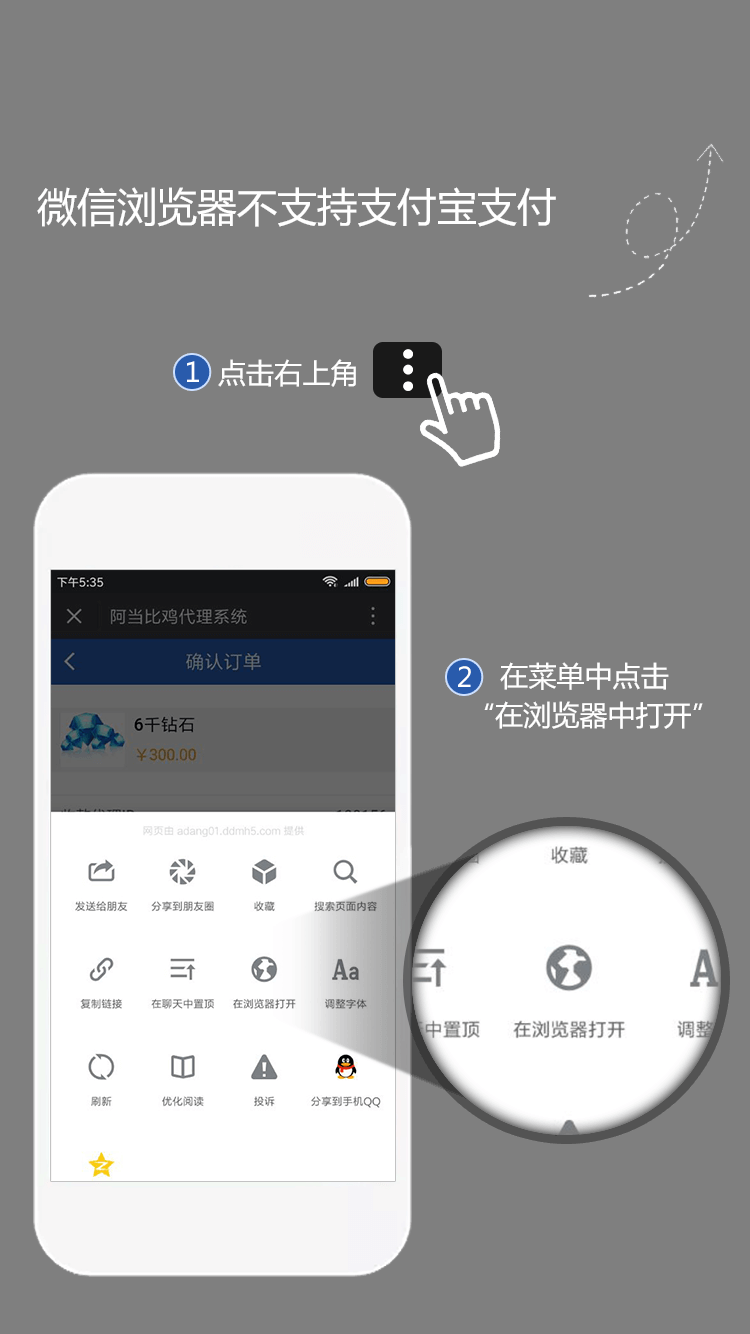 微信浏览器不支持支付宝支付
1 点击右上角
下午5:35
阿当比鸡代理系统
确认订单
6千钻石
￥300.00
网页由 adang01.ddmh5.com 提供
发送给朋友 分享到朋友圈 收藏 搜索页面内容
复制链接 在聊天中置顶 在浏览器打开 调整字体
刷新 优化阅读 投诉 分享到手机QQ
2 在菜单中点击
“在浏览器中打开”
收藏
中置顶 在浏览器打开 调整